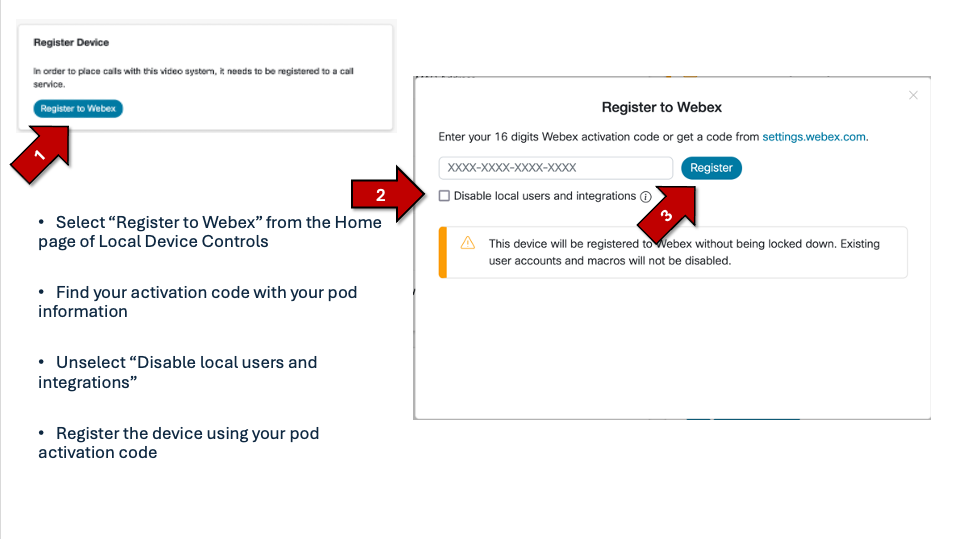 Register Device
In order to place calls with this video system, it needs to be registered to a call
service.
Register to Webex
1
• Select “Register to Webex” from the Home
page of Local Device Controls
• Find your activation code with your pod
information
• Unselect “Disable local users and
integrations”
• Register the device using your pod
activation code
Register to Webex
Enter your 16 digits Webex activation code or get a code from settings.webex.com.
XXXX-XXXX-XXXX-XXXX
Register
2
Disable local users and integrations
3
This device will be registered to Webex without being locked down. Existing
user accounts and macros will not be disabled.